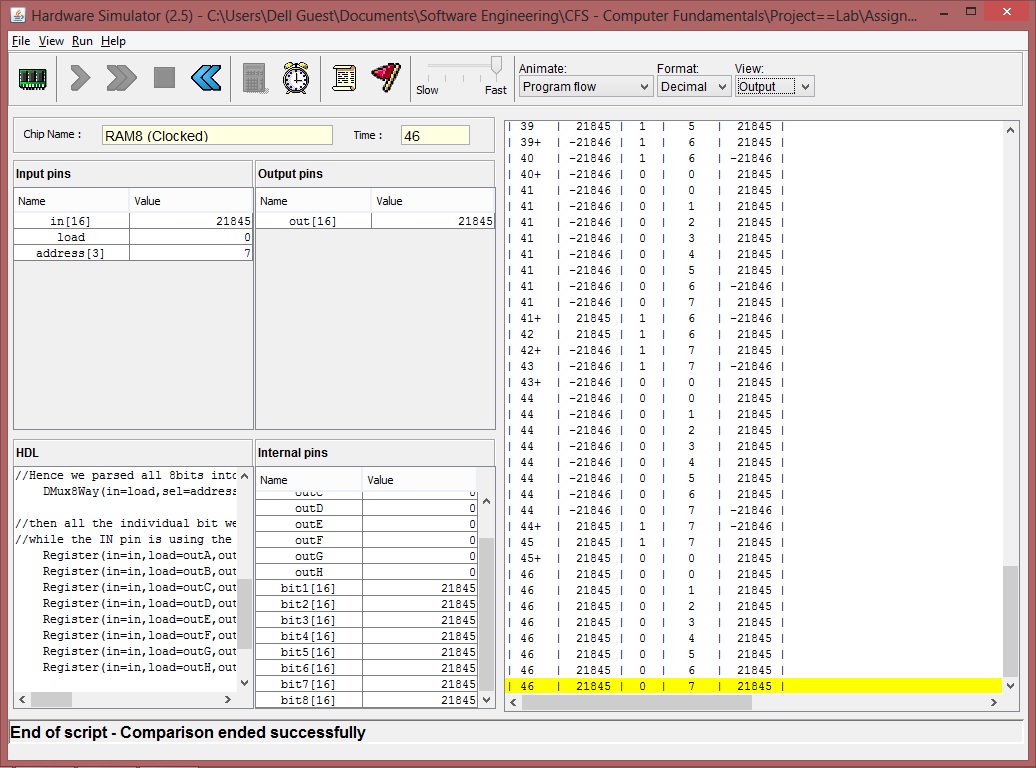 Hardware Simulator (2.5) - C:\Users\Dell Guest\Documents\Software Engineering\CFS - Computer Fundamentals\Project==Lab\Assign...
File View Run Help
Slow Fast
Animate: Format: View:
Program flow Decimal Output
Chip Name : RAM8 (Clocked) Time : 46
Input pins
Name Value
in[16] 21845
load 0
address[3] 7
Output pins
Name Value
out[16] 21845
HDL
//Hence we parsed all 8bits into
DMux8Way(in=load,sel=address
//then all the individual bit we
//while the IN pin is using the
Register(in=in,load=outA,out
Register(in=in,load=outB,out
Register(in=in,load=outC,out
Register(in=in,load=outD,out
Register(in=in,load=outE,out
Register(in=in,load=outF,out
Register(in=in,load=outG,out
Register(in=in,load=outH,out
Internal pins
Name Value
outC 0
outD 0
outE 0
outF 0
outG 0
outH 0
bit1[16] 21845
bit2[16] 21845
bit3[16] 21845
bit4[16] 21845
bit5[16] 21845
bit6[16] 21845
bit7[16] 21845
bit8[16] 21845
| 39 | 21845 | 1 | 5 | 21845 |
| 39+ | -21846 | 1 | 6 | 21845 |
| 40 | -21846 | 1 | 6 | -21846 |
| 40+ | -21846 | 0 | 0 | 21845 |
| 41 | -21846 | 0 | 0 | 21845 |
| 41 | -21846 | 0 | 1 | 21845 |
| 41 | -21846 | 0 | 2 | 21845 |
| 41 | -21846 | 0 | 3 | 21845 |
| 41 | -21846 | 0 | 4 | 21845 |
| 41 | -21846 | 0 | 5 | 21845 |
| 41 | -21846 | 0 | 6 | -21846 |
| 41 | -21846 | 0 | 7 | 21845 |
| 41+ | 21845 | 1 | 6 | -21846 |
| 42 | 21845 | 1 | 6 | 21845 |
| 42+ | -21846 | 1 | 7 | 21845 |
| 43 | -21846 | 1 | 7 | -21846 |
| 43+ | -21846 | 0 | 0 | 21845 |
| 44 | -21846 | 0 | 0 | 21845 |
| 44 | -21846 | 0 | 1 | 21845 |
| 44 | -21846 | 0 | 2 | 21845 |
| 44 | -21846 | 0 | 3 | 21845 |
| 44 | -21846 | 0 | 4 | 21845 |
| 44 | -21846 | 0 | 5 | 21845 |
| 44 | -21846 | 0 | 6 | 21845 |
| 44 | -21846 | 0 | 7 | -21846 |
| 44+ | 21845 | 1 | 7 | -21846 |
| 45 | 21845 | 1 | 7 | 21845 |
| 45+ | 21845 | 0 | 0 | 21845 |
| 46 | 21845 | 0 | 0 | 21845 |
| 46 | 21845 | 0 | 1 | 21845 |
| 46 | 21845 | 0 | 2 | 21845 |
| 46 | 21845 | 0 | 3 | 21845 |
| 46 | 21845 | 0 | 4 | 21845 |
| 46 | 21845 | 0 | 5 | 21845 |
| 46 | 21845 | 0 | 6 | 21845 |
| 46 | 21845 | 0 | 7 | 21845 |
End of script - Comparison ended successfully